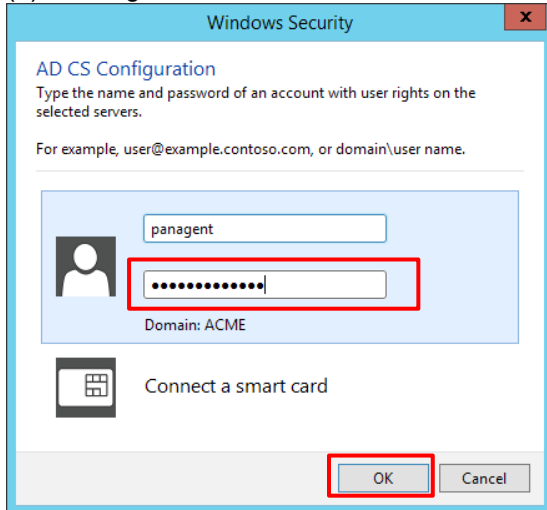 Windows Security
x
AD CS Configuration
Type the name and password of an account with user rights on the
selected servers.
For example, user@example.contoso.com, or domain\user name.
panagent
●●●●●●●●●●●●●
Domain: ACME
Connect a smart card
OK
Cancel